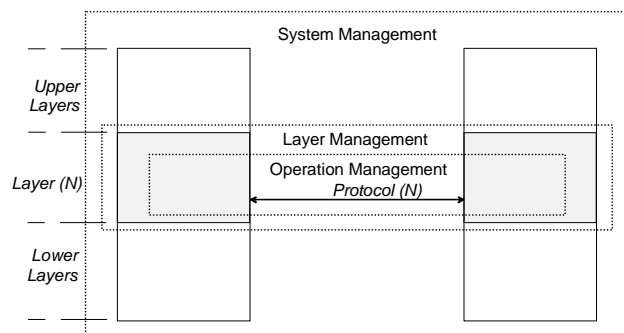 System Management
Upper
Layers
Layer Management
Operation Management
Layer (N)
Protocol (N)
Lower
Layers